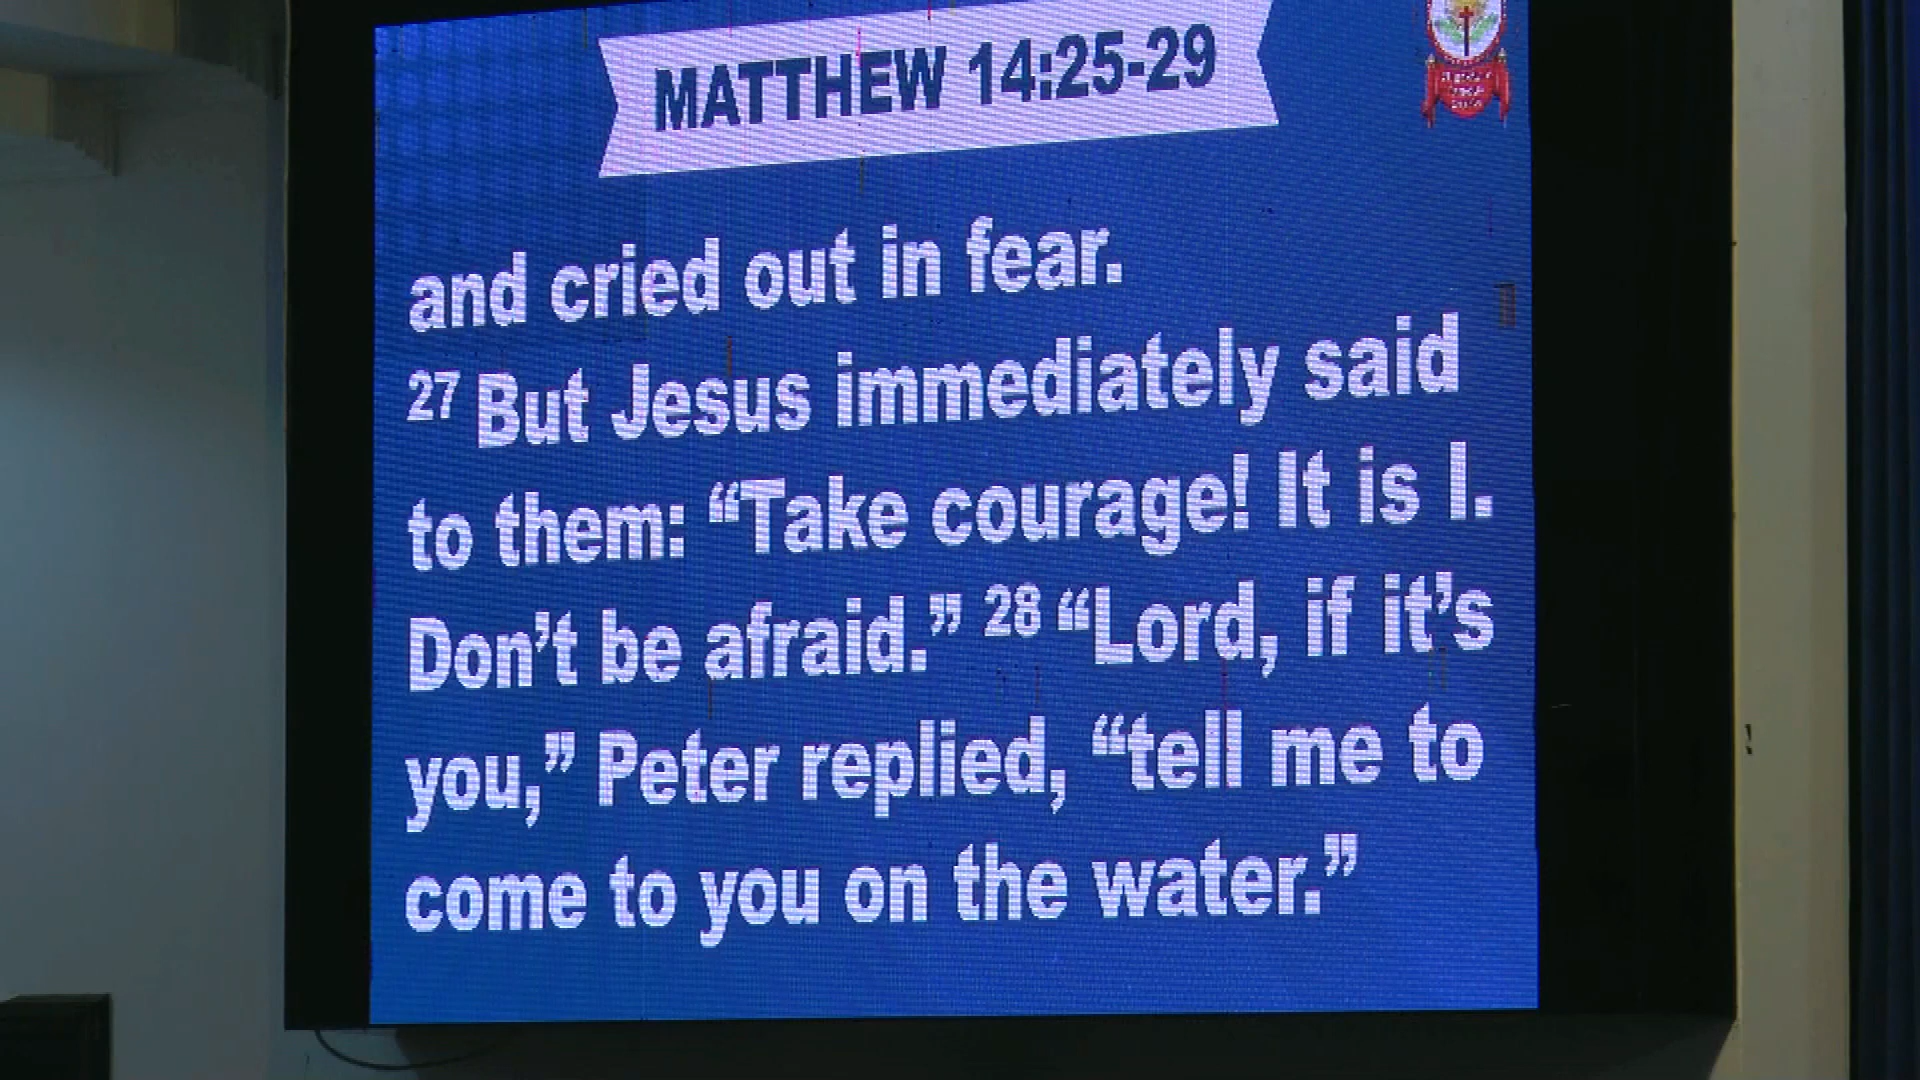 MATTHEW 14:25-29
and cried out in fear.
27 But Jesus immediately said
to them: “Take courage! It is I.
Don’t be afraid.” 28 “Lord, if it’s
you,” Peter replied, “tell me to
come to you on the water.”